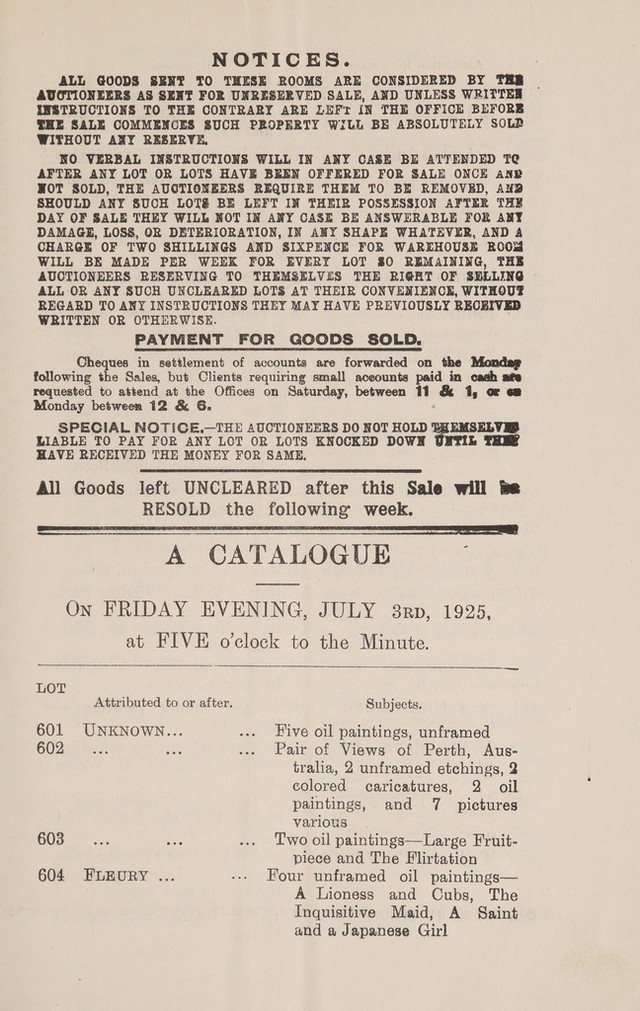 NOTICES.
ALL GOODS SENT TO THESE ROOMS ARE CONSIDERED BY THE
AUCTIONEERS AS SENT FOR UNRESERVED SALE, AND UNLESS WRITTEN
INSTRUCTIONS TO THE CONTRARY ARE LEFT IN THE OFFICE BEFORE
THE SALE COMMENCES SUCH PROPERTY WILL BE ABSOLUTELY SOLD
WITHOUT ANY RESERVE.
NO VERBAL INSTRUCTIONS WILL IN ANY CASE BE ATTENDED TO
AFTER ANY LOT OR LOTS HAVE BEEN OFFERED FOR SALE ONCE AND
NOT SOLD, THE AUCTIONEERS REQUIRE THEM TO BE REMOVED, AND
SHOULD ANY SUCH LOTS BE LEFT IN THEIR POSSESSION AFTER THE
DAY OF SALE THEY WILL NOT IN ANY CASE BE ANSWERABLE FOR ANY
DAMAGE, LOSS, OR DETERIORATION, IN ANY SHAPE WHATEVER, AND A
CHARGE OF TWO SHILLINGS AND SIXPENCE FOR WAREHOUSE ROOM
WILL BE MADE PER WEEK FOR EVERY LOT SO REMAINING, THE
AUCTIONEERS RESERVING TO THEMSELVES THE RIGHT OF SELLING
ALL OR ANY SUCH UNCLEARED LOTS AT THEIR CONVENIENCE, WITHOUT
REGARD TO ANY INSTRUCTIONS THEY MAY HAVE PREVIOUSLY RECEIVED
WRITTEN OR OTHERWISE.
PAYMENT FOR GOODS SOLD.
Cheques in settlement of accounts are forwarded on the Monday
following the Sales, but Clients requiring small accounts paid in cash are
requested to attend at the Offices on Saturday, between 11 & 1, or on
Monday between 12 & 6.
SPECIAL NOTICE.—THE AUCTIONEERS DO NOT HOLD THEMSELVES
LIABLE TO PAY FOR ANY LOT OR LOTS KNOCKED DOWN UNTIL THEY
HAVE RECEIVED THE MONEY FOR SAME.
All Goods left UNCLEARED after this Sale will be
RESOLD the following week.
A CATALOGUE
ON FRIDAY EVENING, JULY 3RD, 1925,
at FIVE o'clock to the Minute.
LOT
Attributed to or after. Subjects.
601 UNKNOWN... ... Five oil paintings, unframed
602 ... ... ... Pair of Views of Perth, Aus-
tralia, 2 unframed etchings, 2
colored caricatures, 2 oil
paintings, and 7 pictures
various
603 ... ... ... Two oil paintings—Large Fruit-
piece and The Flirtation
604 FLEURY ... ... Four unframed oil paintings—
A Lioness and Cubs, The
Inquisitive Maid, A Saint
and a Japanese Girl